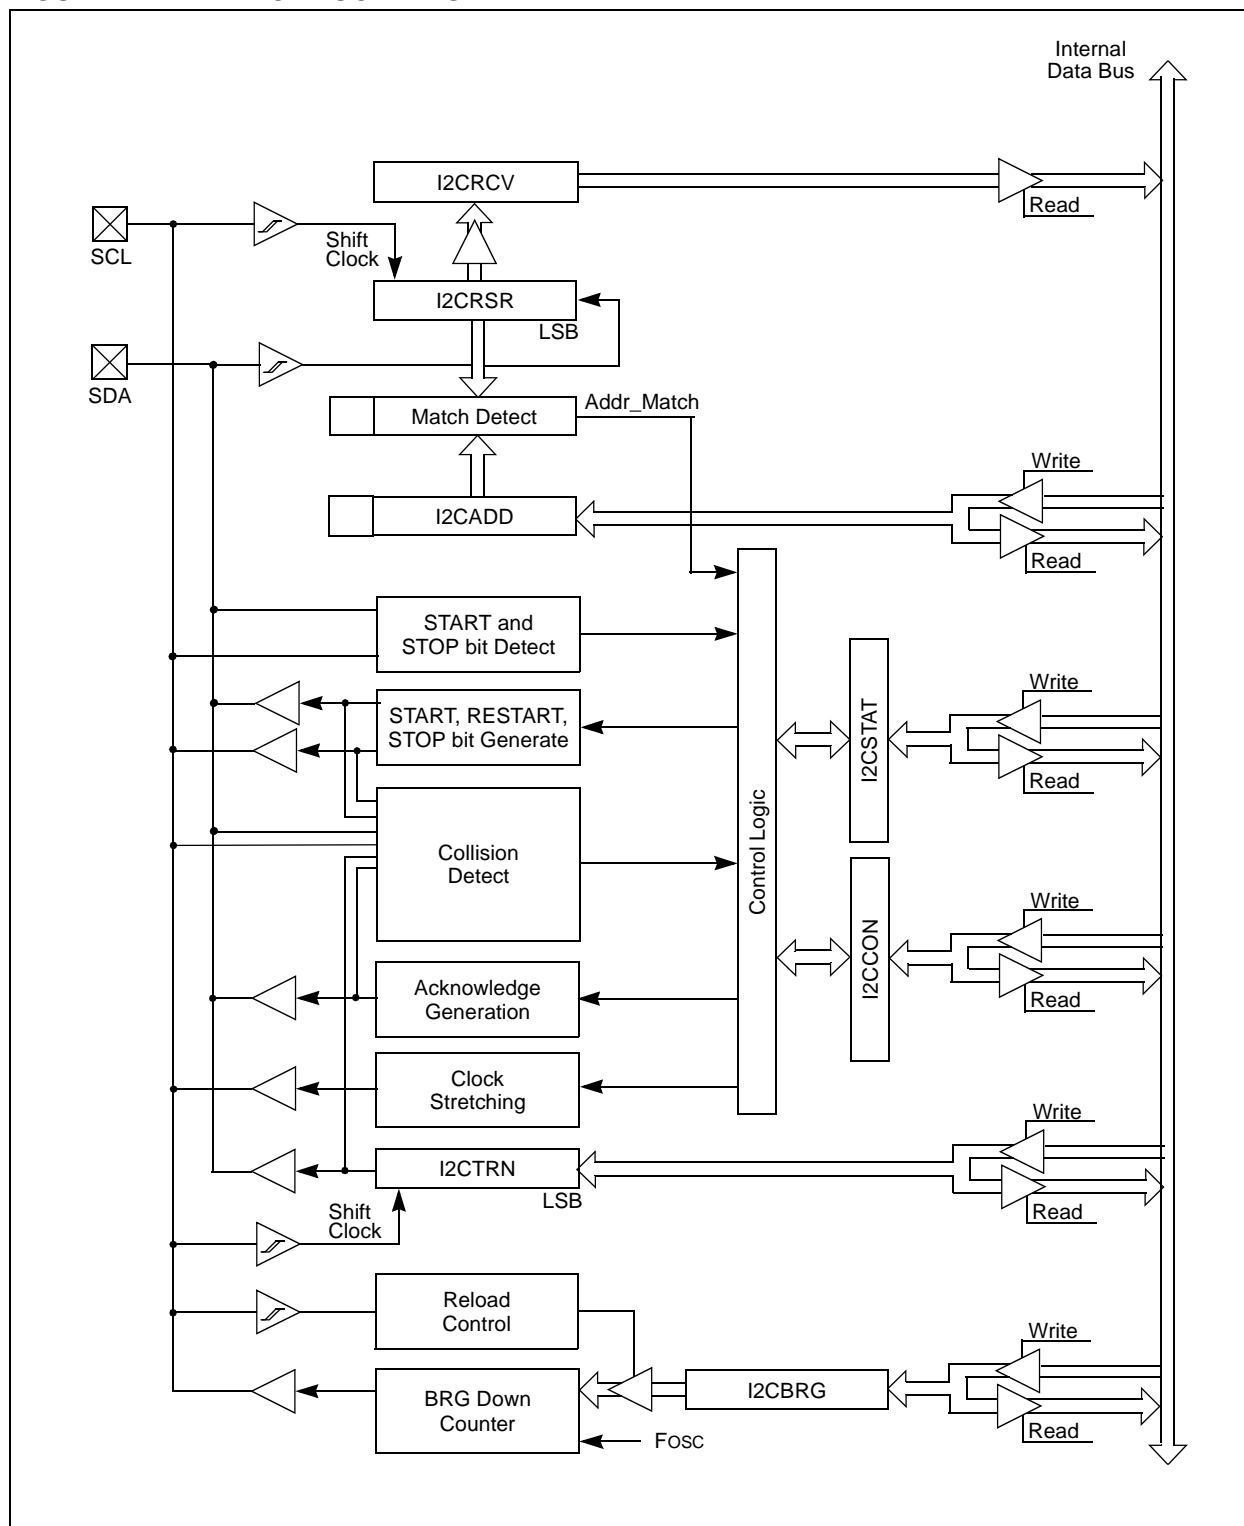 Internal
Data Bus
I2CRCV
Read
SCL
Shift
Clock
I2CRSR
LSB
SDA
Addr_Match
Match Detect
Write
I2CADD
Read
START and
STOP bit Detect
Write
START, RESTART,
STOP bit Generate
I2CSTAT
Read
Control Logic
Collision
Detect
Write
I2CCON
Read
Acknowledge
Generation
Clock
Stretching
Write
I2CTRN
LSB
Read
Shift
Clock
Reload
Control
Write
I2CBRG
BRG Down
Counter
Read
FOSC